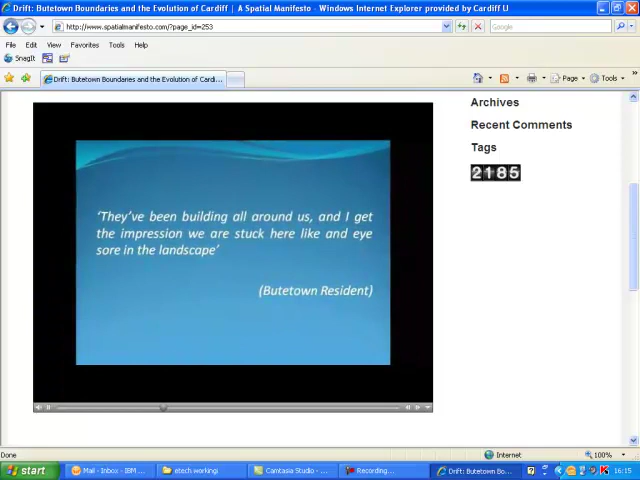 Drift: Butetown Boundaries and the Evolution of Cardiff | A Spatial Manifesto - Windows Internet Explorer provided by Cardiff U
http://www.spatialmanifesto.com/?page_id=253
Google
File Edit View Favorites Tools Help
SnagIt
Drift: Butetown Boundaries and the Evolution of Cardi...
Page Tools
Archives
Recent Comments
Tags
2185
‘They’ve been building all around us, and I get
the impression we are stuck here like and eye
sore in the landscape’
(Butetown Resident)
Done
Internet
100%
start
Mail - Inbox - IBM ...
etech workingi
Camtasia Studio - ...
Recording...
Drift: Butetown Bo...
16:15